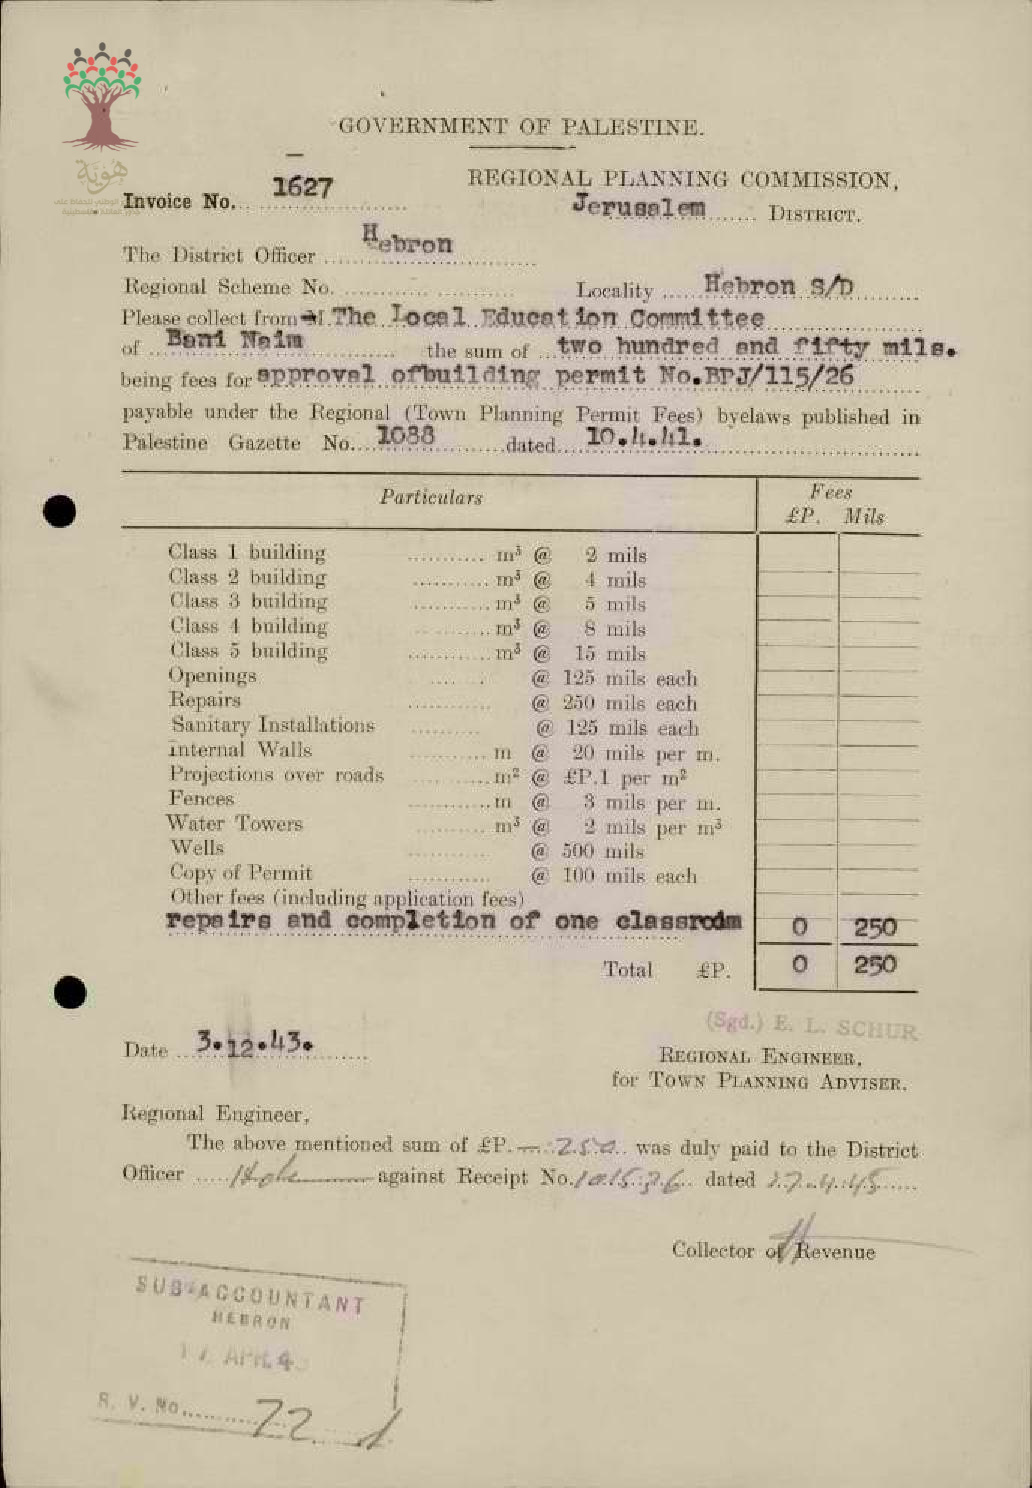 هوية
GOVERNMENT OF PALESTINE.
REGIONAL PLANNING COMMISSION,
Invoice No. 1627
Jerusalem DISTRICT.
The District Officer Hebron
Regional Scheme No. Locality Hebron S/D
Please collect from The Local Education Committee
of Bani Naim the sum of two hundred and fifty mils.
being fees for approval ofbuilding permit No.BPJ/115/26
payable under the Regional (Town Planning Permit Fees) byelaws published in
Palestine Gazette No. 1088 dated 10.4.41.
Particulars Fees
£P. Mils
Class 1 building m³ @ 2 mils
Class 2 building m³ @ 4 mils
Class 3 building m³ @ 5 mils
Class 4 building m³ @ 8 mils
Class 5 building m³ @ 15 mils
Openings @ 125 mils each
Repairs @ 250 mils each
Sanitary Installations @ 125 mils each
Internal Walls m @ 20 mils per m.
Projections over roads m² @ £P.1 per m²
Fences m @ 3 mils per m.
Water Towers m³ @ 2 mils per m³
Wells @ 500 mils
Copy of Permit @ 100 mils each
Other fees (including application fees)
repairs and completion of one classroom 0 250
Total £P. 0 250
(Sgd.) E. L. SCHUR
Date 3.12.43.
REGIONAL ENGINEER,
for TOWN PLANNING ADVISER.
Regional Engineer,
The above mentioned sum of £P. —.250 was duly paid to the District
Officer against Receipt No. 101536 dated
Collector of Revenue
SUB-ACCOUNTANT
HEBRON
APR.
R. V. No. 72